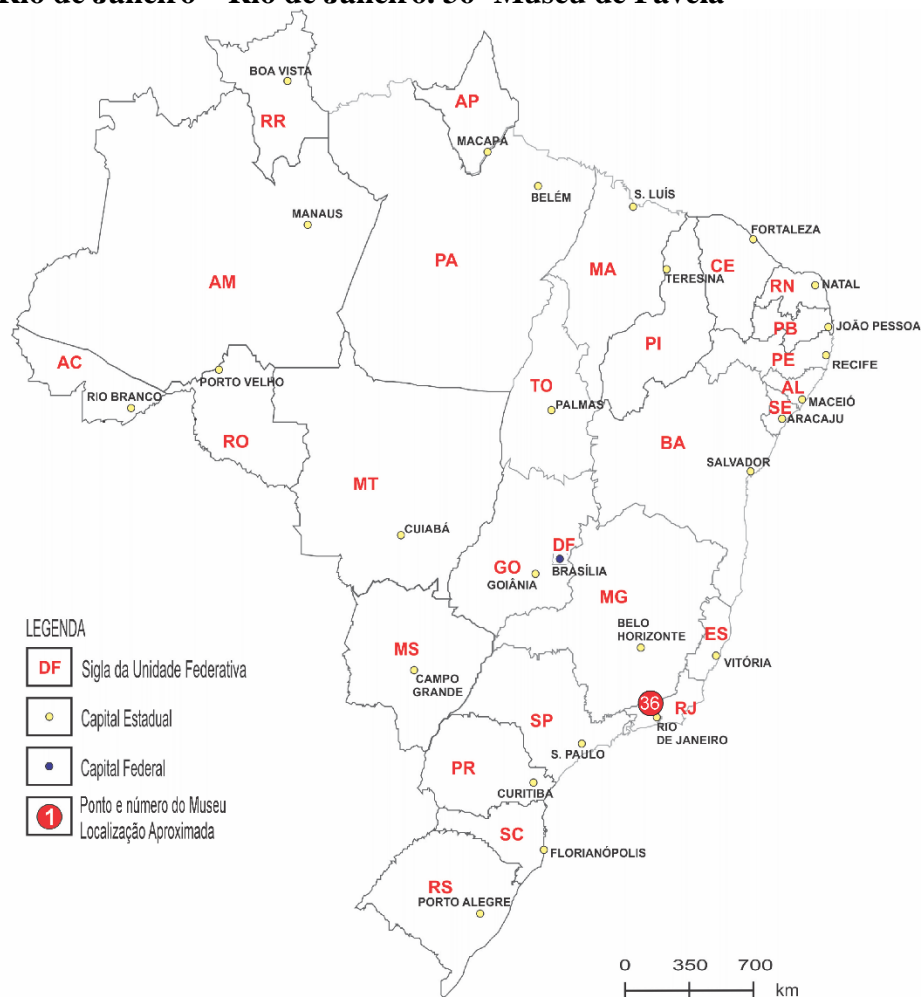 Rio de Janeiro – Rio de Janeiro: 36- Museu de Favela
BOA VISTA
RR
AP
MACAPÁ
BELÉM
S. LUÍS
FORTALEZA
MANAUS
AM
PA
MA
TERESINA
CE
RN
NATAL
PB
JOÃO PESSOA
PI
PE
RECIFE
AC
PORTO VELHO
RIO BRANCO
TO
PALMAS
AL
MACEIÓ
SE
ARACAJU
RO
BA
SALVADOR
MT
CUIABÁ
DF
BRASÍLIA
GO
GOIÂNIA
MG
BELO
HORIZONTE
ES
VITÓRIA
MS
CAMPO
GRANDE
36
RJ
RIO
DE JANEIRO
SP
S. PAULO
PR
CURITIBA
SC
FLORIANÓPOLIS
RS
PORTO ALEGRE
LEGENDA
DF Sigla da Unidade Federativa
Capital Estadual
Capital Federal
1 Ponto e número do Museu
Localização Aproximada
0 350 700
km